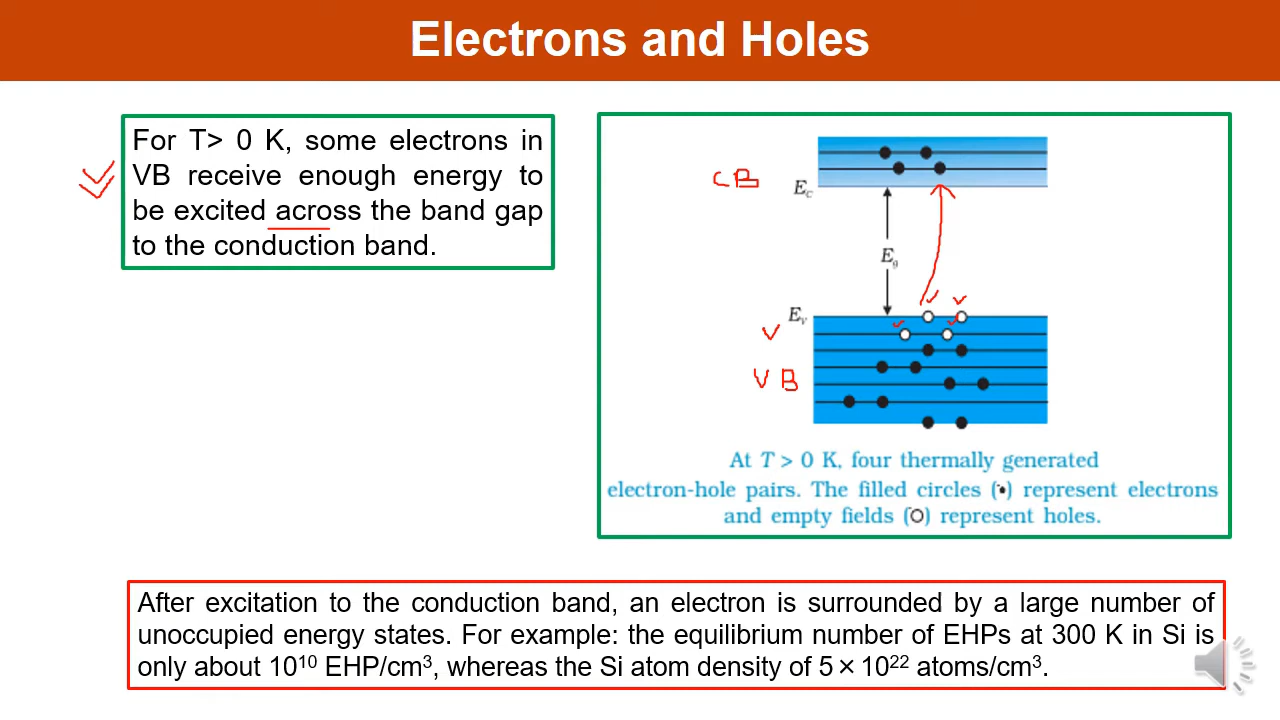 Electrons and Holes
For T> 0 K, some electrons in
VB receive enough energy to
be excited across the band gap
to the conduction band.
CB
E_c
E_g
E_v
V
VB
At T > 0 K, four thermally generated
electron-hole pairs. The filled circles (•) represent electrons
and empty fields (○) represent holes.
After excitation to the conduction band, an electron is surrounded by a large number of
unoccupied energy states. For example: the equilibrium number of EHPs at 300 K in Si is
only about 10¹⁰ EHP/cm³, whereas the Si atom density of 5 × 10²² atoms/cm³.